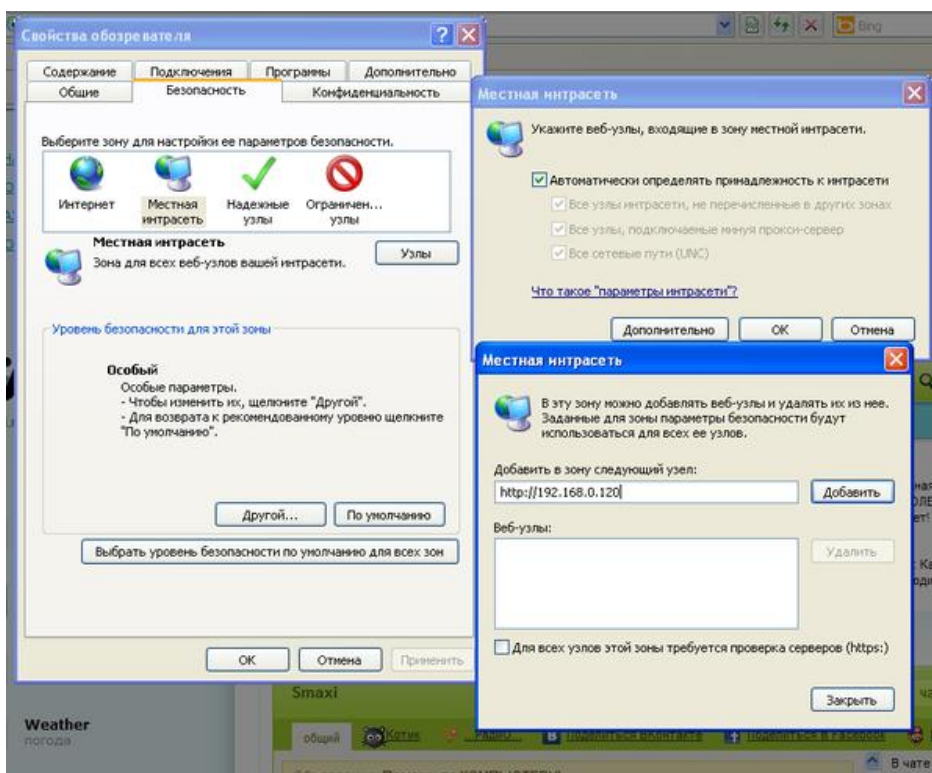 Bing
Свойства обозревателя
Содержание
Подключения
Программы
Дополнительно
Общие
Безопасность
Конфиденциальность
Выберите зону для настройки ее параметров безопасности.
Интернет
Местная интрасеть
Надежные узлы
Ограничен... узлы
Местная интрасеть
Зона для всех веб-узлов вашей интрасети.
Узлы
Уровень безопасности для этой зоны
Особый
Особые параметры.
- Чтобы изменить их, щелкните "Другой".
- Для возврата к рекомендованному уровню щелкните
"По умолчанию".
Другой...
По умолчанию
Выбрать уровень безопасности по умолчанию для всех зон
OK
Отмена
Применить
Местная интрасеть
Укажите веб-узлы, входящие в зону местной интрасети.
Автоматически определять принадлежность к интрасети
Все узлы интрасети, не перечисленные в других зонах
Все узлы, подключаемые минуя прокси-сервер
Все сетевые пути (UNC)
Что такое "параметры интрасети"?
Дополнительно
OK
Отмена
Местная интрасеть
В эту зону можно добавлять веб-узлы и удалять их из нее.
Заданные для зоны параметры безопасности будут
использоваться для всех ее узлов.
Добавить в зону следующий узел:
http://192.168.0.120
Добавить
Веб-узлы:
Удалить
Для всех узлов этой зоны требуется проверка серверов (https:)
Закрыть
Smaxi
Weather
погода
общий
Котик
В чате